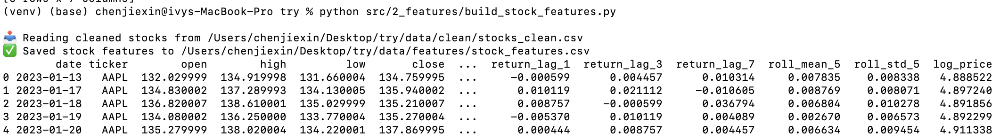 (venv) (base) chenjiexin@ivys-MacBook-Pro try % python src/2_features/build_stock_features.py
📥 Reading cleaned stocks from /Users/chenjiexin/Desktop/try/data/clean/stocks_clean.csv
✅ Saved stock features to /Users/chenjiexin/Desktop/try/data/features/stock_features.csv
date ticker open high low close ... return_lag_1 return_lag_3 return_lag_7 roll_mean_5 roll_std_5 log_price
0 2023-01-13 AAPL 132.029999 134.919998 131.660004 134.759995 ... -0.000599 0.004457 0.010314 0.007835 0.008338 4.888522
1 2023-01-17 AAPL 134.830002 137.289993 134.130005 135.940002 ... 0.010119 0.021112 -0.010605 0.008769 0.008071 4.897240
2 2023-01-18 AAPL 136.820007 138.610001 135.029999 135.210007 ... 0.008757 -0.000599 0.036794 0.006804 0.010278 4.891856
3 2023-01-19 AAPL 134.080002 136.250000 133.770004 135.270004 ... -0.005370 0.010119 0.004089 0.002670 0.006573 4.892299
4 2023-01-20 AAPL 135.279999 138.020004 134.220001 137.869995 ... 0.000444 0.008757 0.004457 0.006634 0.009454 4.911338